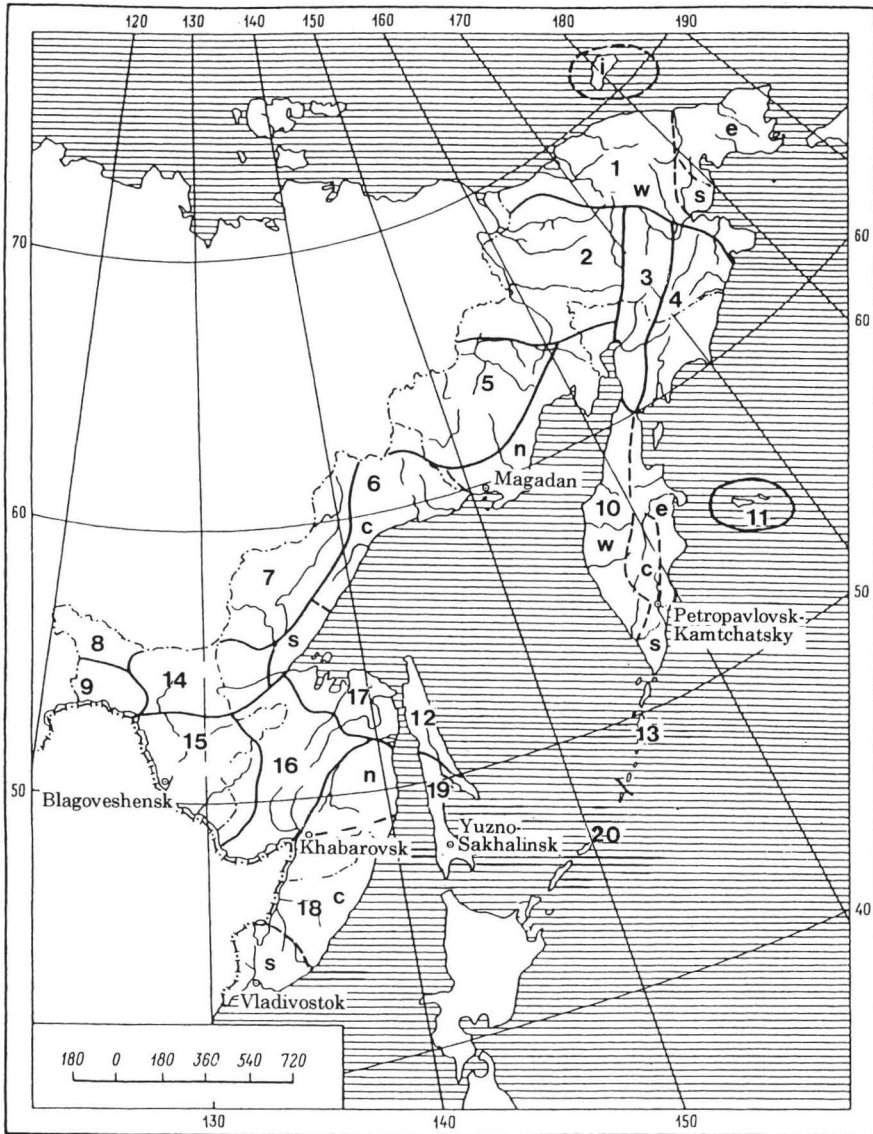 120 130 140 150 160 170 180 190
i
e
1
w
s
70
60
2
3
4
60
5
n
Magadan
6
c
10
e
11
w
c
60
7
50
Petropavlovsk-
Kamtchatsky
s
s
8
14
9
17
12
13
15
16
n
19
50
Blagoveshensk
Khabarovsk
Yuzno-
Sakhalinsk
20
18
c
40
s
Vladivostok
180 0 180 360 540 720
130 140 150